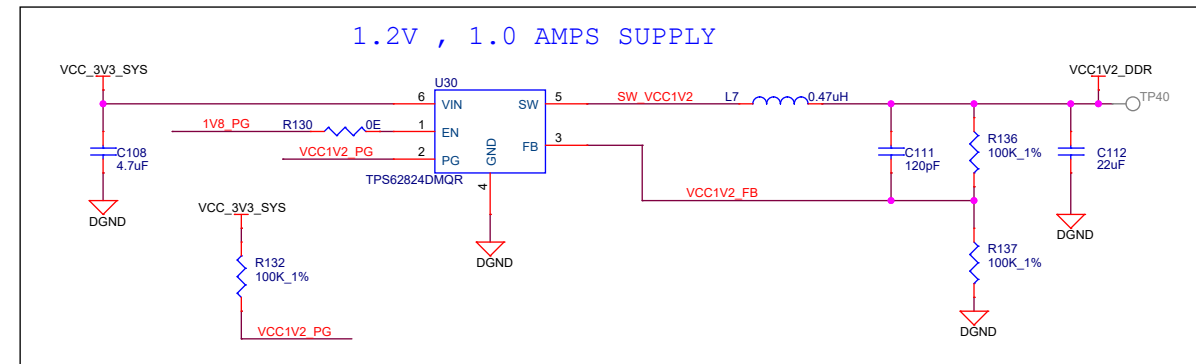 1.2V , 1.0 AMPS SUPPLY
VCC_3V3_SYS
U30
VCC1V2_DDR
6 VIN
SW 5
SW_VCC1V2
L7
0.47uH
TP40
1V8_PG
R130
0E
1 EN
VCC1V2_PG
2 PG
GND
FB 3
4
TPS62824DMQR
C108
4.7uF
DGND
C111
120pF
R136
100K_1%
C112
22uF
VCC1V2_FB
VCC_3V3_SYS
DGND
DGND
R132
100K_1%
R137
100K_1%
VCC1V2_PG
DGND